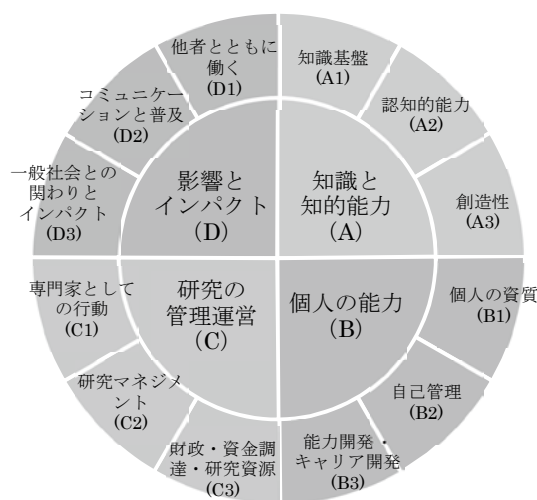 他者とともに
働く
(D1)
知識基盤
(A1)
コミュニケー
ションと普及
(D2)
認知的能力
(A2)
一般社会との
関わりと
インパクト
(D3)
影響と
インパクト
(D)
知識と
知的能力
(A)
創造性
(A3)
専門家として
の行動
(C1)
研究の
管理運営
(C)
個人の能力
(B)
個人の資質
(B1)
研究マネジメ
ント
(C2)
自己管理
(B2)
財政・資金調
達・研究資源
(C3)
能力開発・
キャリア開発
(B3)